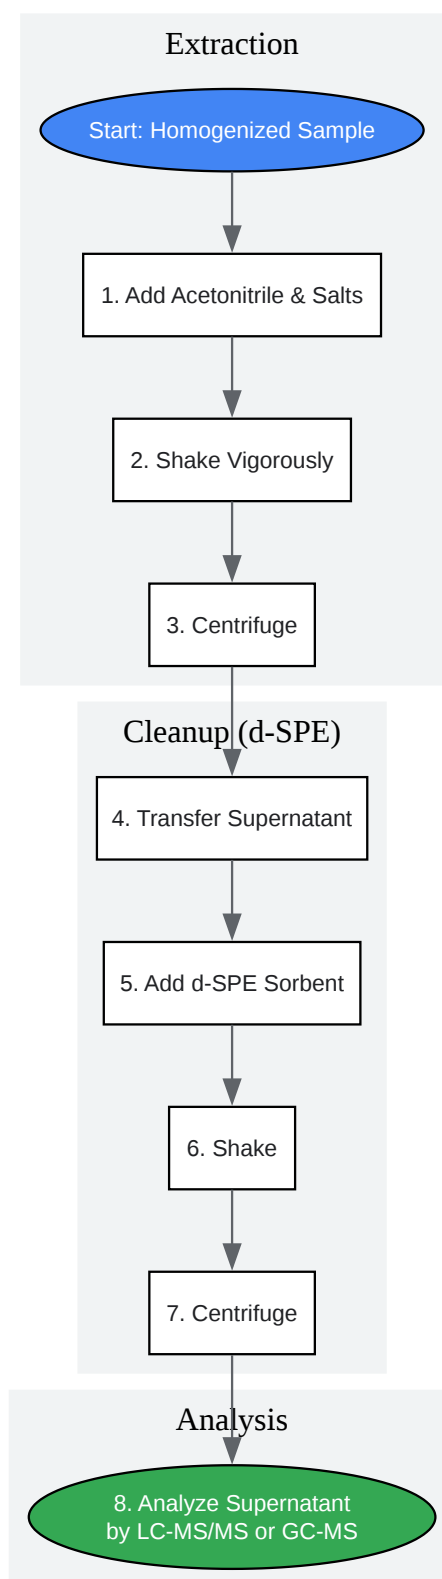 Extraction
Start: Homogenized Sample
1. Add Acetonitrile & Salts
2. Shake Vigorously
3. Centrifuge
Cleanup (d-SPE)
4. Transfer Supernatant
5. Add d-SPE Sorbent
6. Shake
7. Centrifuge
Analysis
8. Analyze Supernatant
by LC-MS/MS or GC-MS